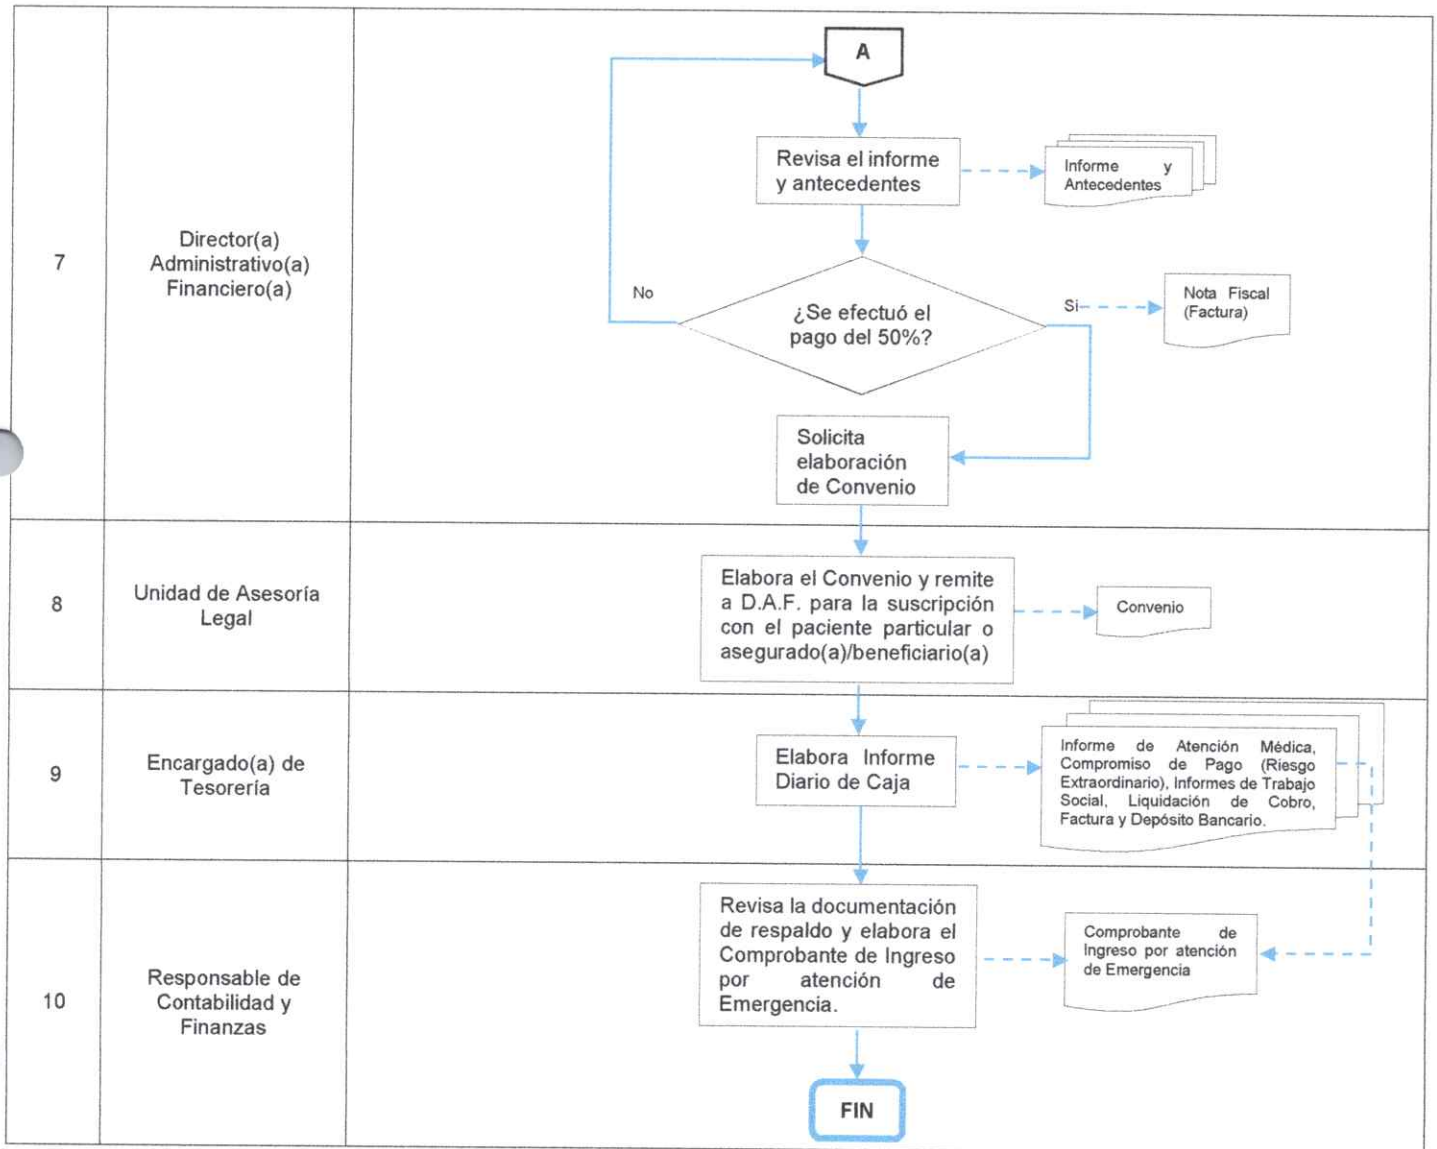 A
Revisa el informe
y antecedentes
Informe y
Antecedentes
7
Director(a)
Administrativo(a)
Financiero(a)
No
¿Se efectuó el
pago del 50%?
Si
Nota Fiscal
(Factura)
Solicita
elaboración
de Convenio
8
Unidad de Asesoría
Legal
Elabora el Convenio y remite
a D.A.F. para la suscripción
con el paciente particular o
asegurado(a)/beneficiario(a)
Convenio
9
Encargado(a) de
Tesorería
Elabora Informe
Diario de Caja
Informe de Atención Médica,
Compromiso de Pago (Riesgo
Extraordinario), Informes de Trabajo
Social, Liquidación de Cobro,
Factura y Depósito Bancario.
10
Responsable de
Contabilidad y
Finanzas
Revisa la documentación
de respaldo y elabora el
Comprobante de Ingreso
por atención de
Emergencia.
Comprobante de
Ingreso por atención
de Emergencia
FIN